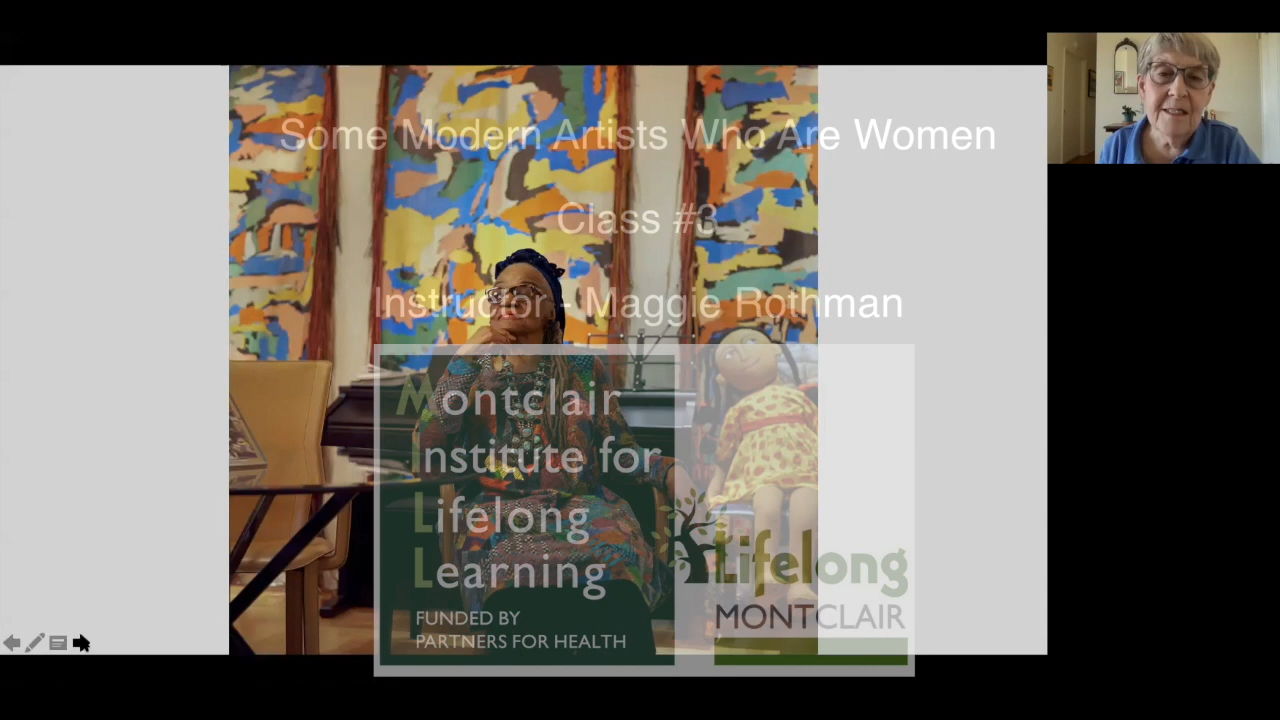 Some Modern Artists Who Are Women
Class #3
Instructor - Maggie Rothman
Montclair
Institute for
Lifelong
Learning
FUNDED BY
PARTNERS FOR HEALTH
Lifelong
MONTCLAIR